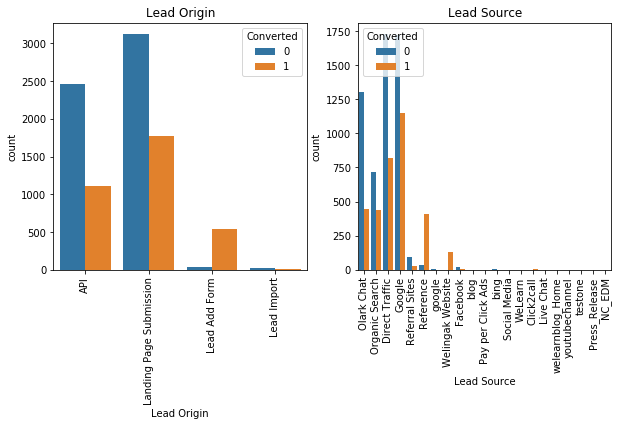 Lead Origin
Converted
0
1
3000
2500
2000
1500
1000
500
0
count
API
Landing Page Submission
Lead Add Form
Lead Import
Lead Origin
Lead Source
Converted
0
1
1750
1500
1250
1000
750
500
250
0
count
Olark Chat
Organic Search
Direct Traffic
Google
Referral Sites
Reference
google
Welingak Website
Facebook
blog
Pay per Click Ads
bing
Social Media
WeLearn
Click2call
Live Chat
welearnblog_Home
youtubechannel
testone
Press_Release
NC_EDM
Lead Source